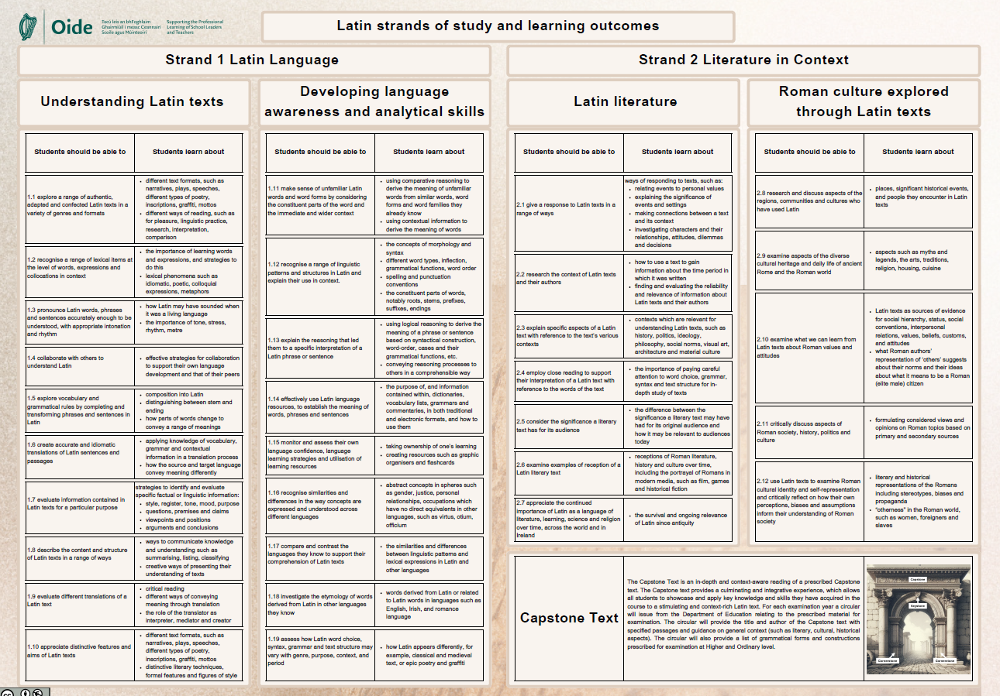 Oide
Tacú leis an bhFoghlaim
Ghairmiúil i measc Ceannairí
Scoile agus Múinteoirí
Supporting the Professional
Learning of School Leaders
and Teachers
Latin strands of study and learning outcomes
Strand 1 Latin Language
Understanding Latin texts
Students should be able to
Students learn about
1.1 explore a range of authentic,
adapted and confected Latin texts in a
variety of genres and formats
• different text formats, such as
narratives, plays, speeches,
different types of poetry,
inscriptions, graffiti, mottos
• different ways of reading, such as
for pleasure, linguistic practice,
research, interpretation,
comparison
1.2 recognise a range of lexical items at
the level of words, expressions and
collocations in context
• the importance of learning words
and expressions, and strategies to
do this
• lexical phenomena such as
idiomatic, poetic, colloquial
expressions, metaphors
1.3 pronounce Latin words, phrases
and sentences accurately enough to be
understood, with appropriate intonation
and rhythm
• how Latin may have sounded when
it was a living language
• the importance of tone, stress,
rhythm, metre
1.4 collaborate with others to
understand Latin
• effective strategies for collaboration
to support their own language
development and that of their peers
1.5 explore vocabulary and
grammatical rules by completing and
transforming phrases and sentences in
Latin
• composition into Latin
• distinguishing between stem and
ending
• how parts of words change to
convey a range of meanings
1.6 create accurate and idiomatic
translations of Latin sentences and
passages
• applying knowledge of vocabulary,
grammar and contextual
information in a translation process
• how the source and target language
convey meaning differently
1.7 evaluate information contained in
Latin texts for a particular purpose
strategies to identify and evaluate
specific factual or linguistic information:
• style, register, tone, mood, purpose
• questions, premises and claims
• viewpoints and positions
• arguments and conclusions
1.8 describe the content and structure
of Latin texts in a range of ways
• ways to communicate knowledge
and understanding such as
summarising, listing, classifying
• creative ways of presenting their
understanding of texts
1.9 evaluate different translations of a
Latin text
• critical reading
• different ways of conveying
meaning through translation
• the role of the translator as
interpreter, mediator and creator
1.10 appreciate distinctive features and
aims of Latin texts
• different text formats, such as
narratives, plays, speeches,
different types of poetry,
inscriptions, graffiti, mottos
• distinctive literary techniques,
formal features and figures of style
Developing language
awareness and analytical skills
Students should be able to
Students learn about
1.11 make sense of unfamiliar Latin
words and word forms by considering
the constituent parts of the word and
the immediate and wider context
• using comparative reasoning to
derive the meaning of unfamiliar
words from similar words, word
forms and word families they
already know
• using contextual information to
derive the meaning of words
1.12 recognise a range of linguistic
patterns and structures in Latin and
explain their use in context.
• the concepts of morphology and
syntax
• different word types, inflection,
grammatical functions, word order
• spelling and punctuation
conventions
• the constituent parts of words,
notably roots, stems, prefixes,
suffixes, endings
1.13 explain the reasoning that led
them to a specific interpretation of a
Latin phrase or sentence
• using logical reasoning to derive the
meaning of a phrase or sentence
based on syntactical construction,
word-order, cases and their
grammatical functions, etc.
• conveying reasoning processes to
others in a comprehensible way
1.14 effectively use Latin language
resources, to establish the meaning of
words, phrases and sentences
• the purpose of, and information
contained within, dictionaries,
vocabulary lists, grammars and
commentaries, in both traditional
and electronic formats, and how to
use them
1.15 monitor and assess their own
language confidence, language
learning strategies and utilisation of
learning resources
• taking ownership of one's learning
• creating resources such as graphic
organisers and flashcards
1.16 recognise similarities and
differences in the way concepts are
expressed and understood across
different languages
• abstract concepts in spheres such
as gender, justice, personal
relationships, occupations which
have no direct equivalents in other
languages, such as virtus, otium,
officium
1.17 compare and contrast the
languages they know to support their
comprehension of Latin texts
• the similarities and differences
between linguistic patterns and
lexical expressions in Latin and
other languages
1.18 investigate the etymology of words
derived from Latin in other languages
they know
• words derived from Latin or related
to Latin words in languages such as
English, Irish, and romance
language
1.19 assess how Latin word choice,
syntax, grammar and text structure may
vary with genre, purpose, context, and
period
• how Latin appears differently, for
example, classical and medieval
text, or epic poetry and graffiti
Strand 2 Literature in Context
Latin literature
Students should be able to
Students learn about
2.1 give a response to Latin texts in a
range of ways
ways of responding to texts, such as:
• relating events to personal values
• explaining the significance of
events and settings
• making connections between a text
and its context
• investigating characters and their
relationships, attitudes, dilemmas
and decisions
2.2 research the context of Latin texts
and their authors
• how to use a text to gain
information about the time period in
which it was written
• finding and evaluating the reliability
and relevance of information about
Latin texts and their authors
2.3 explain specific aspects of a Latin
text with reference to the text's various
contexts
• contexts which are relevant for
understanding Latin texts, such as
history, politics, ideology,
philosophy, social norms, visual art,
architecture and material culture
2.4 employ close reading to support
their interpretation of a Latin text with
reference to the words of the text
• the importance of paying careful
attention to word choice, grammar,
syntax and text structure for in-
depth study of texts
2.5 consider the significance a literary
text has for its audience
• the difference between the
significance a literary text may have
had for its original audience and
how it may be relevant to audiences
today
2.6 examine examples of reception of a
Latin literary text
• receptions of Roman literature,
history and culture over time,
including the portrayal of Romans in
modern media, such as film, games
and historical fiction
2.7 appreciate the continued
importance of Latin as a language of
literature, learning, science and religion
over time, across the world and in
Ireland
• the survival and ongoing relevance
of Latin since antiquity
Roman culture explored
through Latin texts
Students should be able to
Students learn about
2.8 research and discuss aspects of the
regions, communities and cultures who
have used Latin
• places, significant historical events,
and people they encounter in Latin
texts
2.9 examine aspects of the diverse
cultural heritage and daily life of ancient
Rome and the Roman world
• aspects such as myths and
legends, the arts, traditions,
religion, housing, cuisine
2.10 examine what we can learn from
Latin texts about Roman values and
attitudes
• Latin texts as sources of evidence
for social hierarchy, status, social
conventions, interpersonal
relations, values, beliefs, customs,
and attitudes
• what Roman authors'
representation of 'others' suggests
about their norms and their ideas
about what it means to be a Roman
(elite male) citizen
2.11 critically discuss aspects of
Roman society, history, politics and
culture
• formulating considered views and
opinions on Roman topics based on
primary and secondary sources
2.12 use Latin texts to examine Roman
cultural identity and self-representation
and critically reflect on how their own
perceptions, biases and assumptions
inform their understanding of Roman
society
• literary and historical
representations of the Romans
including stereotypes, biases and
propaganda
• "otherness" in the Roman world,
such as women, foreigners and
slaves
Capstone Text
The Capstone Text is an in-depth and context-aware reading of a prescribed Capstone
text. The Capstone text provides a culminating and integrative experience, which allows
all students to showcase and apply key knowledge and skills they have acquired in the
course to a stimulating and context-rich Latin text. For each examination year a circular
will issue from the Department of Education relating to the prescribed material for
examination. The circular will provide the title and author of the Capstone text with
specified passages and guidance on general context (such as literary, cultural, historical
aspects). The circular will also provide a list of grammatical forms and constructions
prescribed for examination at Higher and Ordinary level.
Capstone
Keystone
Cornerstone
Cornerstone